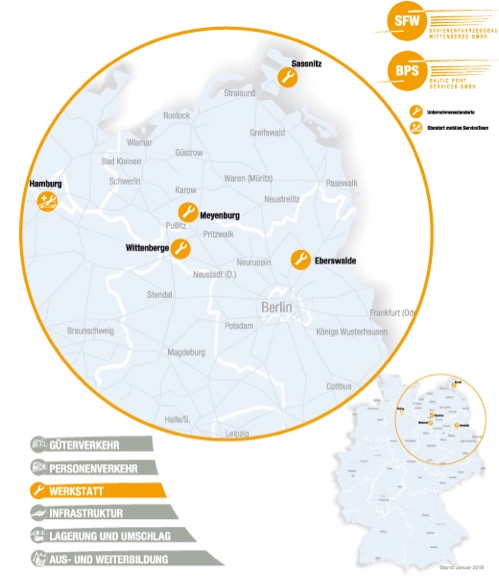 SFW
SCHIENENFAHRZEUGBAU
WITTENBERGE GMBH
BPS
BALTIC PORT
SERVICES GMBH
Unternehmensstandorte
Standort mobiles ServiceTeam
Sassnitz
Stralsund
Rostock
Greifswald
Wismar
Bad Kleinen
Güstrow
Hamburg
Schwerin
Karow
Waren (Müritz)
Pasewalk
Neustrelitz
Meyenburg
Putlitz
Pritzwalk
Wittenberge
Neuruppin
Eberswalde
Neustadt (D.)
Stendal
Berlin
Frankfurt (Ode
Braunschweig
Potsdam
Königs Wusterhausen
Magdeburg
Cottbus
Halle/S.
Leipzig
GÜTERVERKEHR
PERSONENVERKEHR
WERKSTATT
INFRASTRUKTUR
LAGERUNG UND UMSCHLAG
AUS- UND WEITERBILDUNG
Stand: Januar 2016